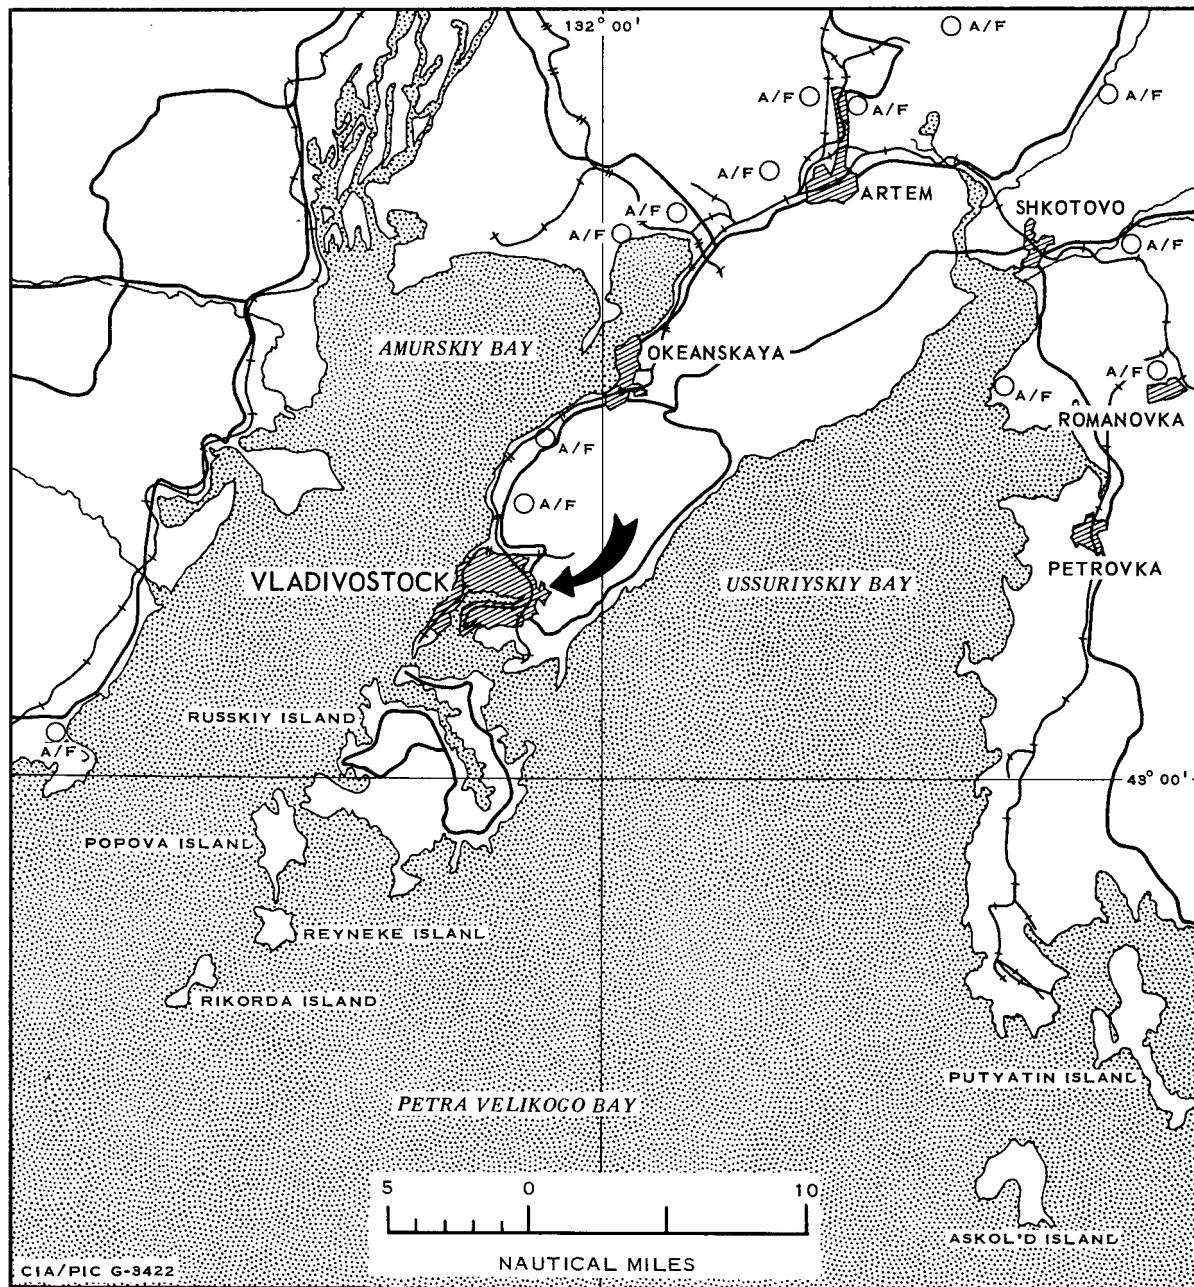 132° 00'
A/F
A/F
A/F
A/F
A/F
ARTEM
A/F
SHKOTOVO
A/F
A/F
AMURSKIY BAY
OKEANSKAYA
A/F
A/F
ROMANOVKA
A/F
A/F
VLADIVOSTOCK
USSURIYSKIY BAY
PETROVKA
RUSSKIY ISLAND
A/F
43° 00'
POPOVA ISLAND
REYNEKE ISLAND
RIKORDA ISLAND
PUTYATIN ISLAND
PETRA VELIKOGO BAY
5 0 10
NAUTICAL MILES
ASKOL'D ISLAND
CIA/PIC G-3422